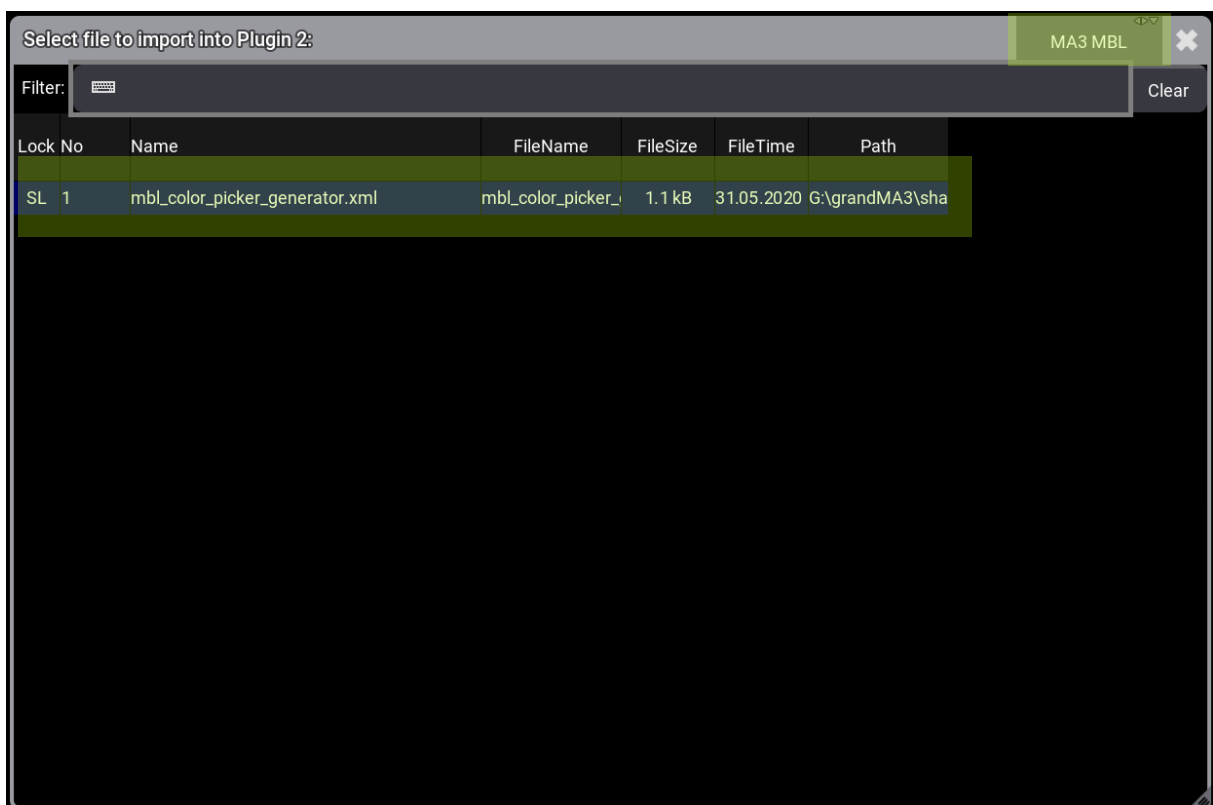 Select file to import into Plugin 2: MA3 MBL
Filter: Clear
Lock No Name FileName FileSize FileTime Path
SL 1 mbl_color_picker_generator.xml mbl_color_picker_ 1.1 kB 31.05.2020 G:\grandMA3\sha